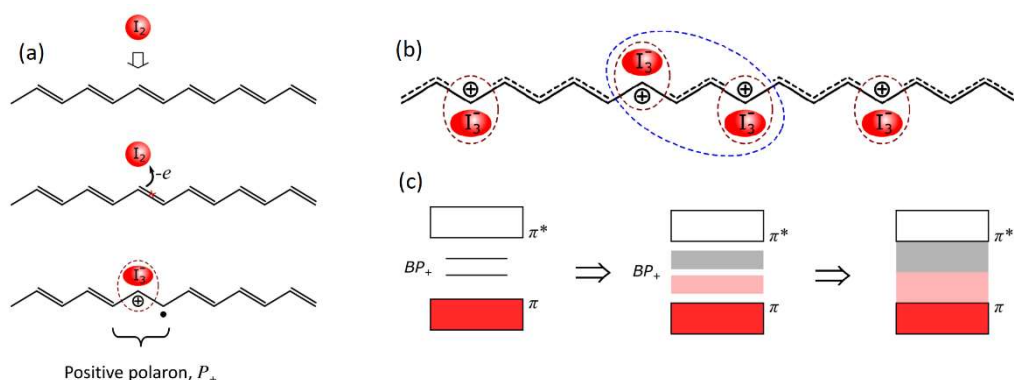 (a)
I₂
I₂
-e
I₃⁻
⊕
Positive polaron, P₊
(b)
I₃⁻
⊕
⊕ ⊕ ⊕
I₃⁻ I₃⁻ I₃⁻
(c)
π* π* π*
BP₊ ⇒ BP₊ ⇒
π π π